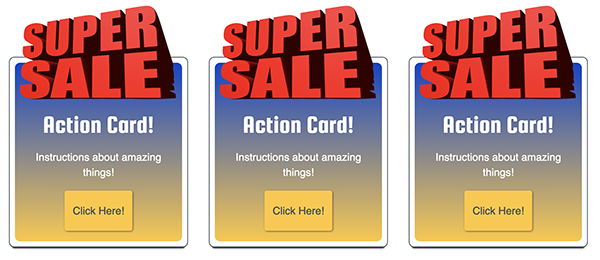 SUPER
SALE
Action Card!
Instructions about amazing
things!
Click Here!
SUPER
SALE
Action Card!
Instructions about amazing
things!
Click Here!
SUPER
SALE
Action Card!
Instructions about amazing
things!
Click Here!